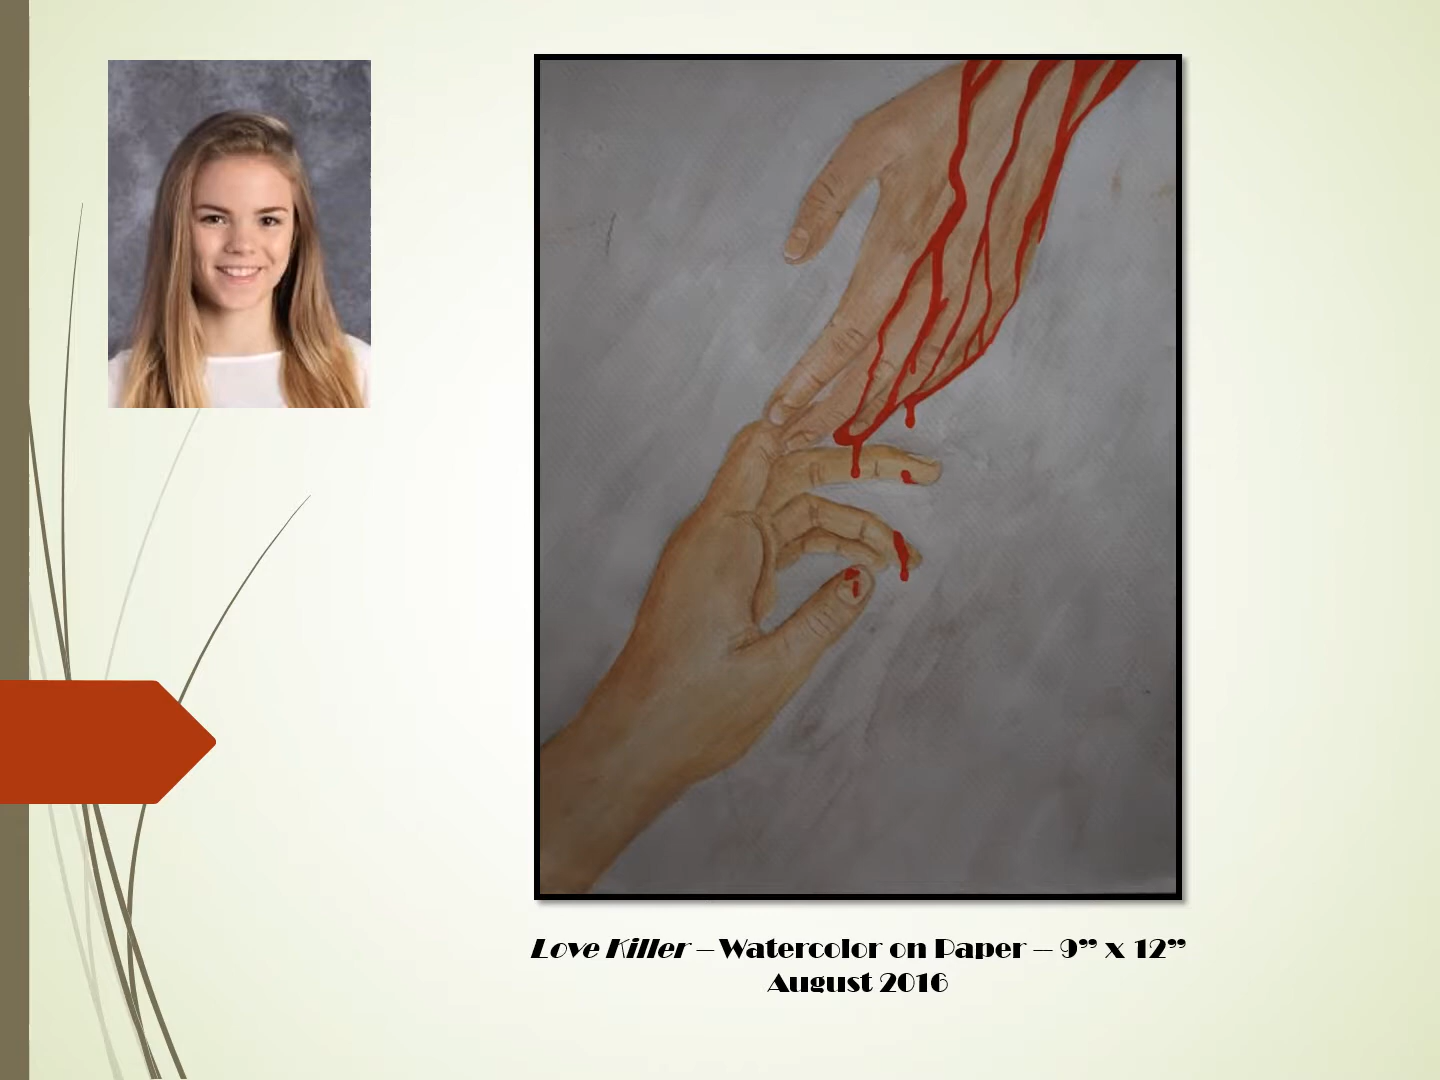 Love Killer – Watercolor on Paper – 9” x 12”
August 2016